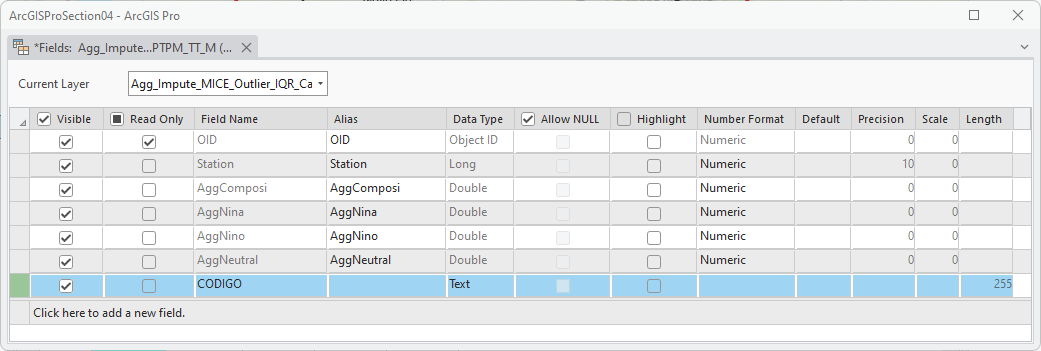 ArcGISProSection04 - ArcGIS Pro
*Fields: Agg_Impute...PTPM_TT_M (...
Current Layer Agg_Impute_MICE_Outlier_IQR_Ca
Visible Read Only Field Name Alias Data Type Allow NULL Highlight Number Format Default Precision Scale Length
OID OID Object ID Numeric 0 0
Station Station Long Numeric 10 0
AggComposi AggComposi Double Numeric 0 0
AggNina AggNina Double Numeric 0 0
AggNino AggNino Double Numeric 0 0
AggNeutral AggNeutral Double Numeric 0 0
CODIGO Text 255
Click here to add a new field.